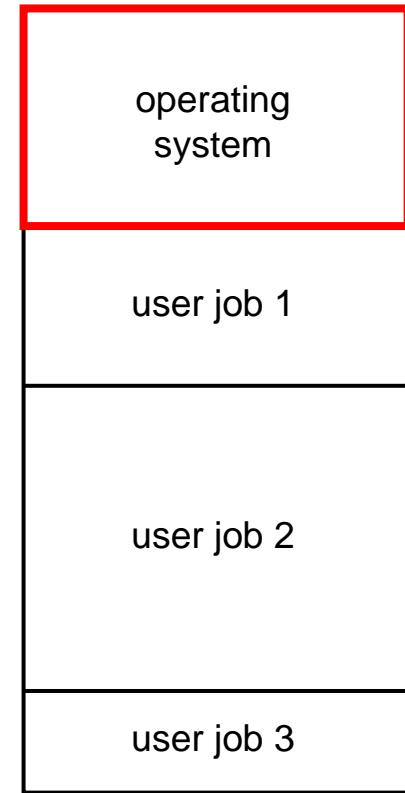 operating
system
user job 1
user job 2
user job 3